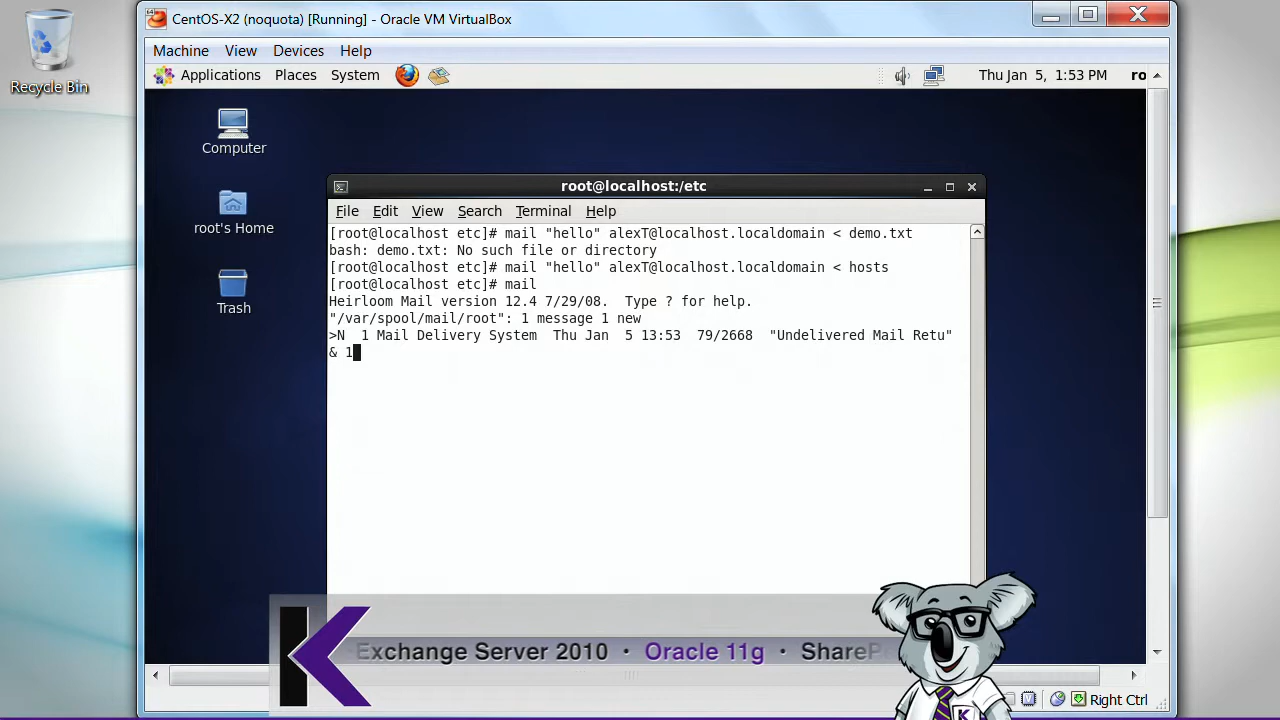 CentOS-X2 (noquota) [Running] - Oracle VM VirtualBox
Machine View Devices Help
Applications Places System Thu Jan 5, 1:53 PM ro
Recycle Bin
Computer
root's Home
Trash
root@localhost:/etc
File Edit View Search Terminal Help
[root@localhost etc]# mail "hello" alexT@localhost.localdomain < demo.txt
bash: demo.txt: No such file or directory
[root@localhost etc]# mail "hello" alexT@localhost.localdomain < hosts
[root@localhost etc]# mail
Heirloom Mail version 12.4 7/29/08.  Type ? for help.
"/var/spool/mail/root": 1 message 1 new
>N  1 Mail Delivery System  Thu Jan  5 13:53  79/2668  "Undelivered Mail Retu"
& 1
K Exchange Server 2010 • Oracle 11g • ShareP
K
Right Ctrl